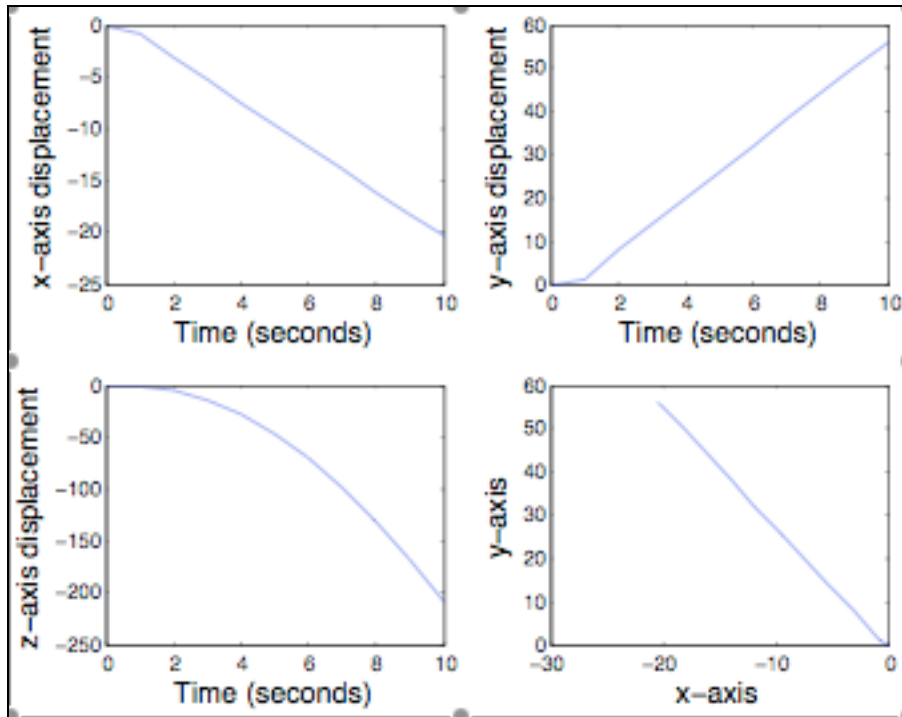 x-axis displacement
0
-5
-10
-15
-20
-25
0 2 4 6 8 10
Time (seconds)
y-axis displacement
60
50
40
30
20
10
0
0 2 4 6 8 10
Time (seconds)
z-axis displacement
0
-50
-100
-150
-200
-250
0 2 4 6 8 10
Time (seconds)
y-axis
60
50
40
30
20
10
0
-30 -20 -10 0
x-axis